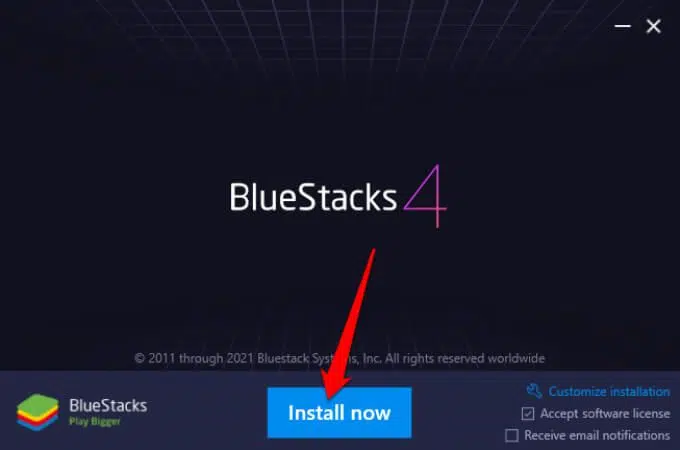 BlueStacks 4
© 2011 through 2021 Bluestack Systems, Inc. All rights reserved worldwide
BlueStacks
Play Bigger
Install now
Customize installation
Accept software license
Receive email notifications